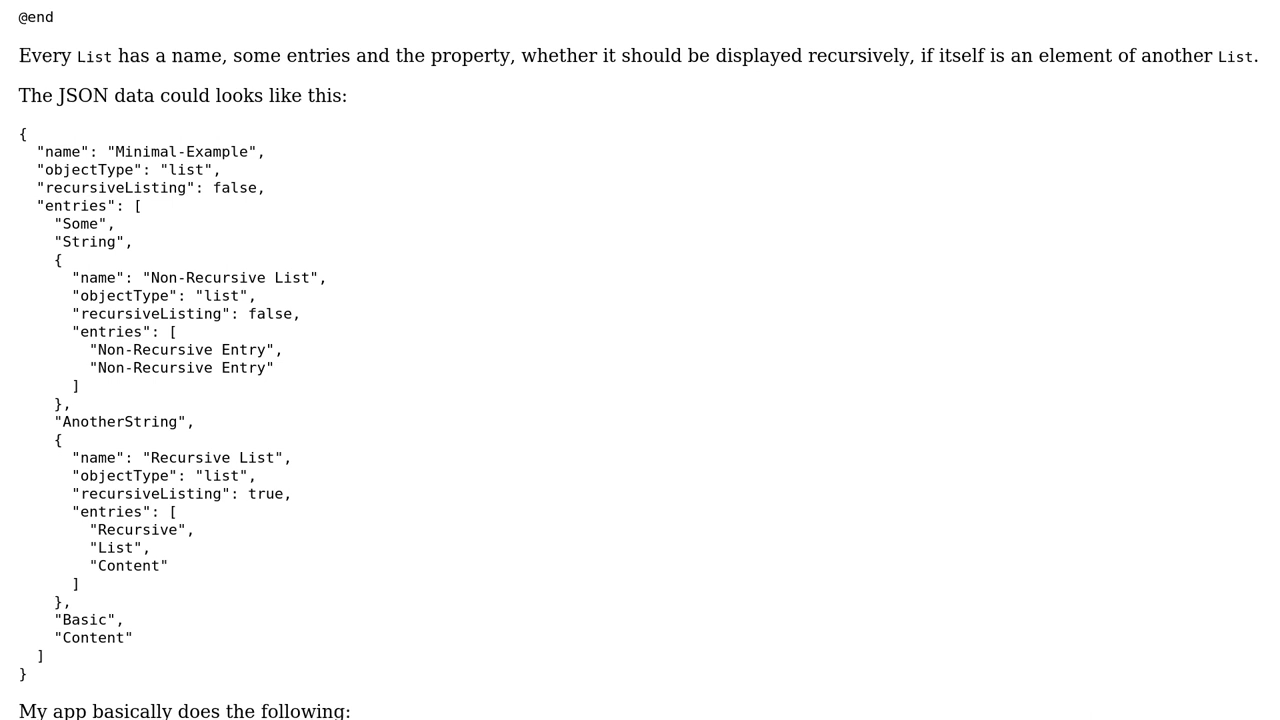 @end
Every List has a name, some entries and the property, whether it should be displayed recursively, if itself is an element of another List.
The JSON data could looks like this:
{
  "name": "Minimal-Example",
  "objectType": "list",
  "recursiveListing": false,
  "entries": [
    "Some",
    "String",
    {
      "name": "Non-Recursive List",
      "objectType": "list",
      "recursiveListing": false,
      "entries": [
        "Non-Recursive Entry",
        "Non-Recursive Entry"
      ]
    },
    "AnotherString",
    {
      "name": "Recursive List",
      "objectType": "list",
      "recursiveListing": true,
      "entries": [
        "Recursive",
        "List",
        "Content"
      ]
    },
    "Basic",
    "Content"
  ]
}
My app basically does the following: